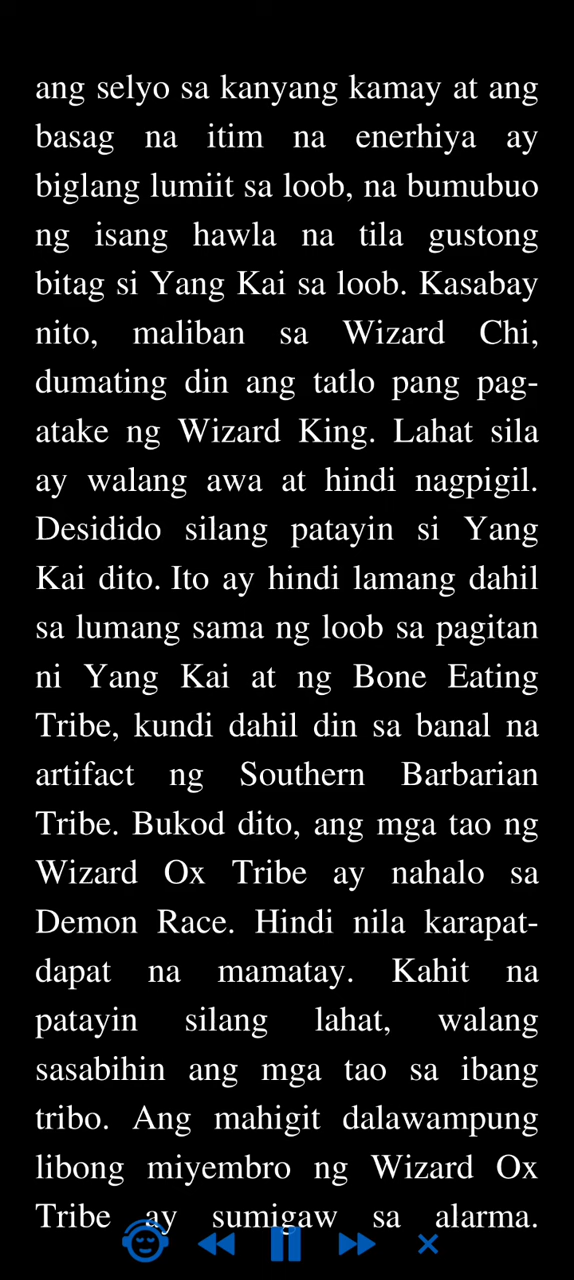 ang selyo sa kanyang kamay at ang
basag na itim na enerhiya ay
biglang lumiit sa loob, na bumubuo
ng isang hawla na tila gustong
bitag si Yang Kai sa loob. Kasabay
nito, maliban sa Wizard Chi,
dumating din ang tatlo pang pag-
atake ng Wizard King. Lahat sila
ay walang awa at hindi nagpigil.
Desidido silang patayin si Yang
Kai dito. Ito ay hindi lamang dahil
sa lumang sama ng loob sa pagitan
ni Yang Kai at ng Bone Eating
Tribe, kundi dahil din sa banal na
artifact ng Southern Barbarian
Tribe. Bukod dito, ang mga tao ng
Wizard Ox Tribe ay nahalo sa
Demon Race. Hindi nila karapat-
dapat na mamatay. Kahit na
patayin silang lahat, walang
sasabihin ang mga tao sa ibang
tribo. Ang mahigit dalawampung
libong miyembro ng Wizard Ox
Tribe ay sumigaw sa alarma.